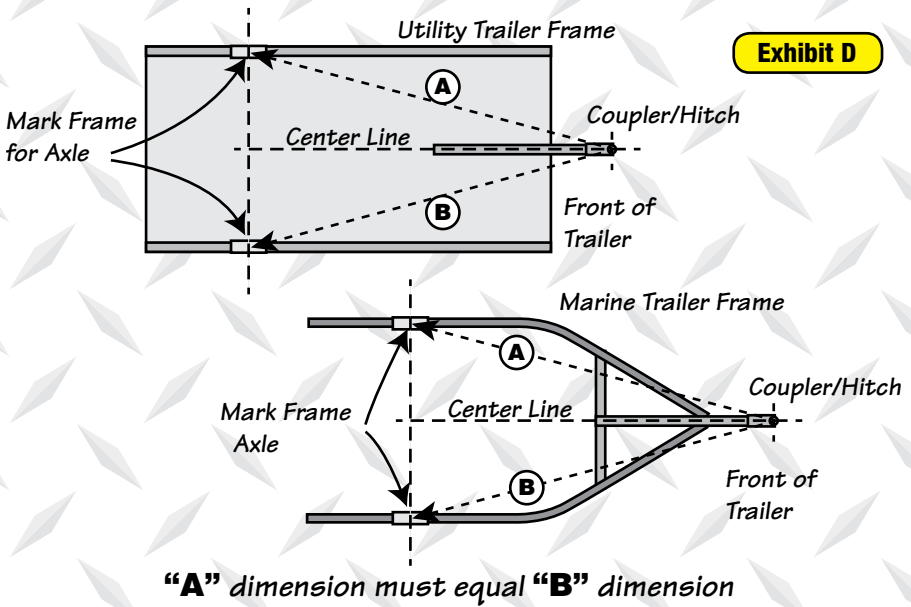 Utility Trailer Frame
Exhibit D
A
Coupler/Hitch
Mark Frame
for Axle
Center Line
B
Front of
Trailer
Marine Trailer Frame
A
Coupler/Hitch
Mark Frame
Axle
Center Line
B
Front of
Trailer
“A” dimension must equal “B” dimension